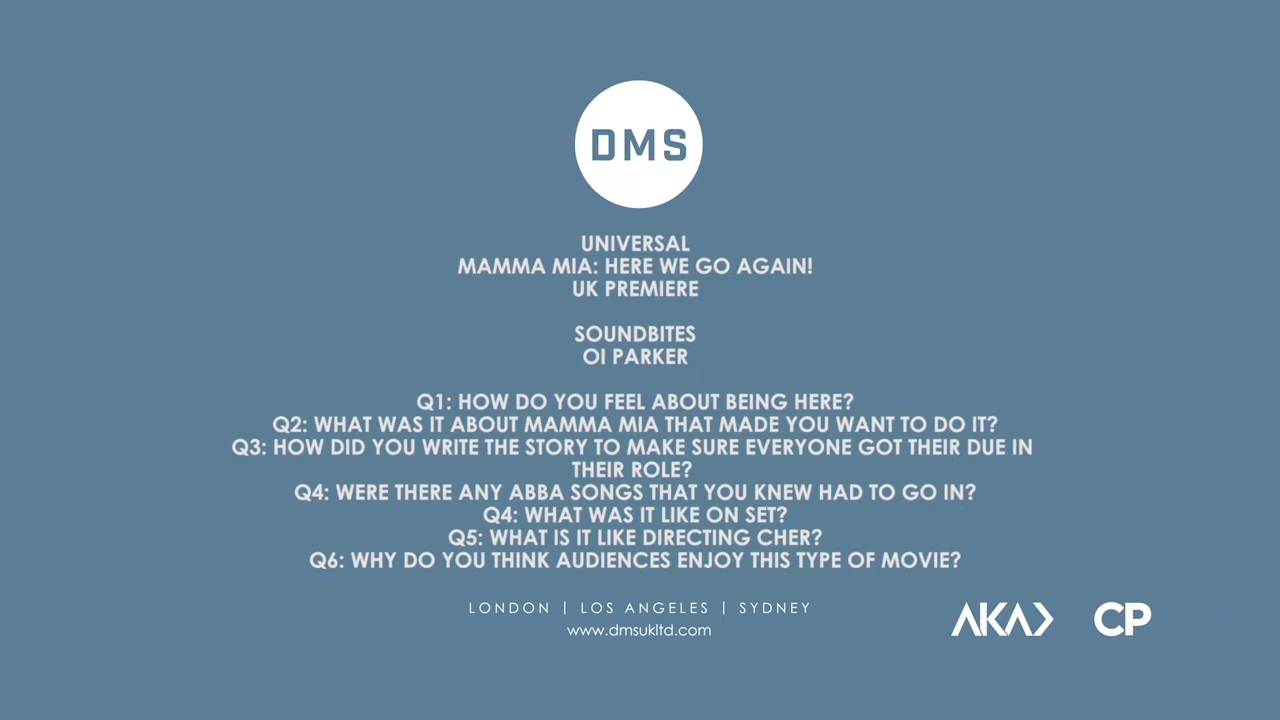 DMS
UNIVERSAL
MAMMA MIA: HERE WE GO AGAIN!
UK PREMIERE
SOUNDBITES
OI PARKER
Q1: HOW DO YOU FEEL ABOUT BEING HERE?
Q2: WHAT WAS IT ABOUT MAMMA MIA THAT MADE YOU WANT TO DO IT?
Q3: HOW DID YOU WRITE THE STORY TO MAKE SURE EVERYONE GOT THEIR DUE IN
THEIR ROLE?
Q4: WERE THERE ANY ABBA SONGS THAT YOU KNEW HAD TO GO IN?
Q4: WHAT WAS IT LIKE ON SET?
Q5: WHAT IS IT LIKE DIRECTING CHER?
Q6: WHY DO YOU THINK AUDIENCES ENJOY THIS TYPE OF MOVIE?
LONDON | LOS ANGELES | SYDNEY
www.dmsukltd.com
AKA CP